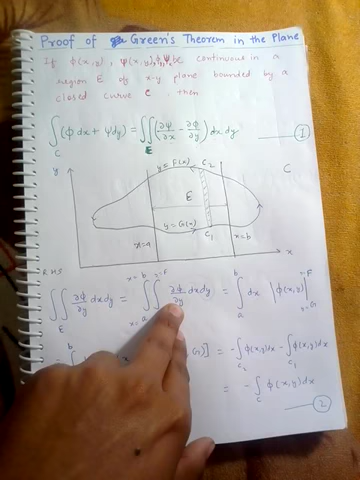 Proof of Green's Theorem in the Plane
If φ(x,y), ψ(x,y), φy, ψx be continuous in a
region E of x-y plane bounded by a
closed curve C, then
∫C (φ dx + ψ dy) = ∬E (∂ψ/∂x - ∂φ/∂y) dx dy ——— ①
y
y = F(x) C2
C
E
y = G(x)
x=a C1 x=b
x
RHS
∬E ∂φ/∂y dx dy = ∫x=a^x=b ∫^y=F ∂φ/∂y dx dy = ∫a^b dx |φ(x,y)|y=G^y=F
= ∫ b G)] = - ∫C2 φ(x,y) dx - ∫C1 φ(x,y) dx
= - ∫C φ(x,y) dx
——— ②